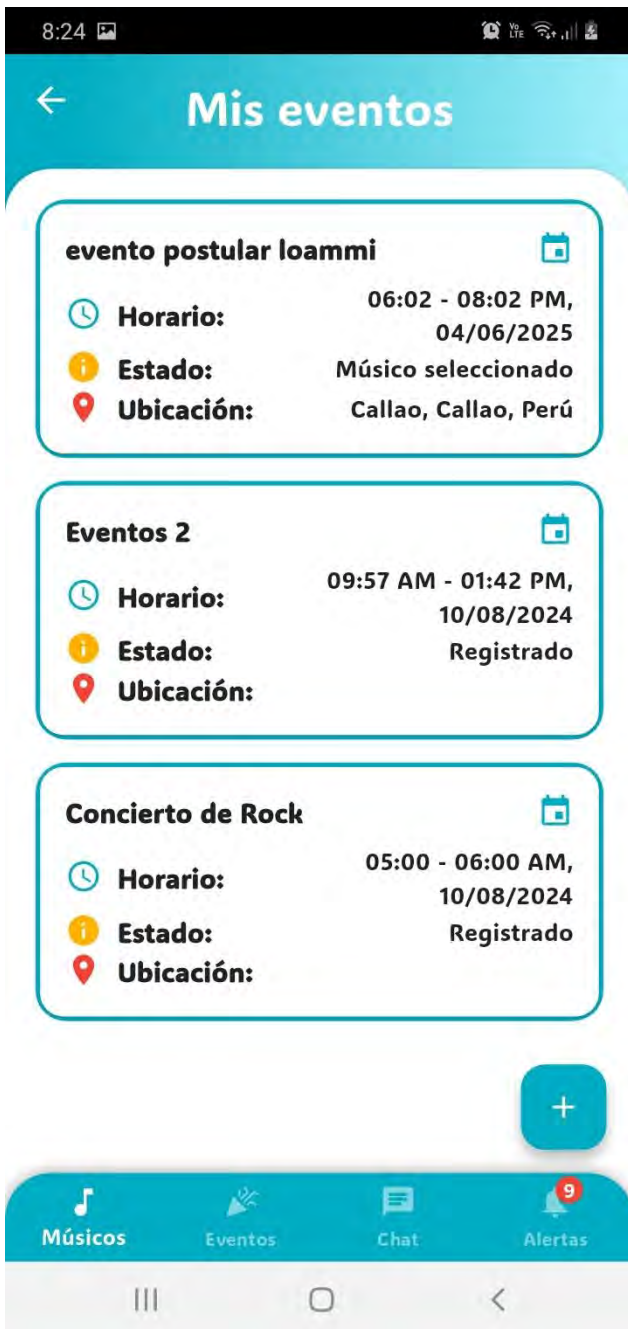 8:24
Vo LTE
Mis eventos
evento postular loammi
Horario: 06:02 - 08:02 PM,
04/06/2025
Estado: Músico seleccionado
Ubicación: Callao, Callao, Perú
Eventos 2
Horario: 09:57 AM - 01:42 PM,
10/08/2024
Estado: Registrado
Ubicación:
Concierto de Rock
Horario: 05:00 - 06:00 AM,
10/08/2024
Estado: Registrado
Ubicación:
+
9
Músicos Eventos Chat Alertas